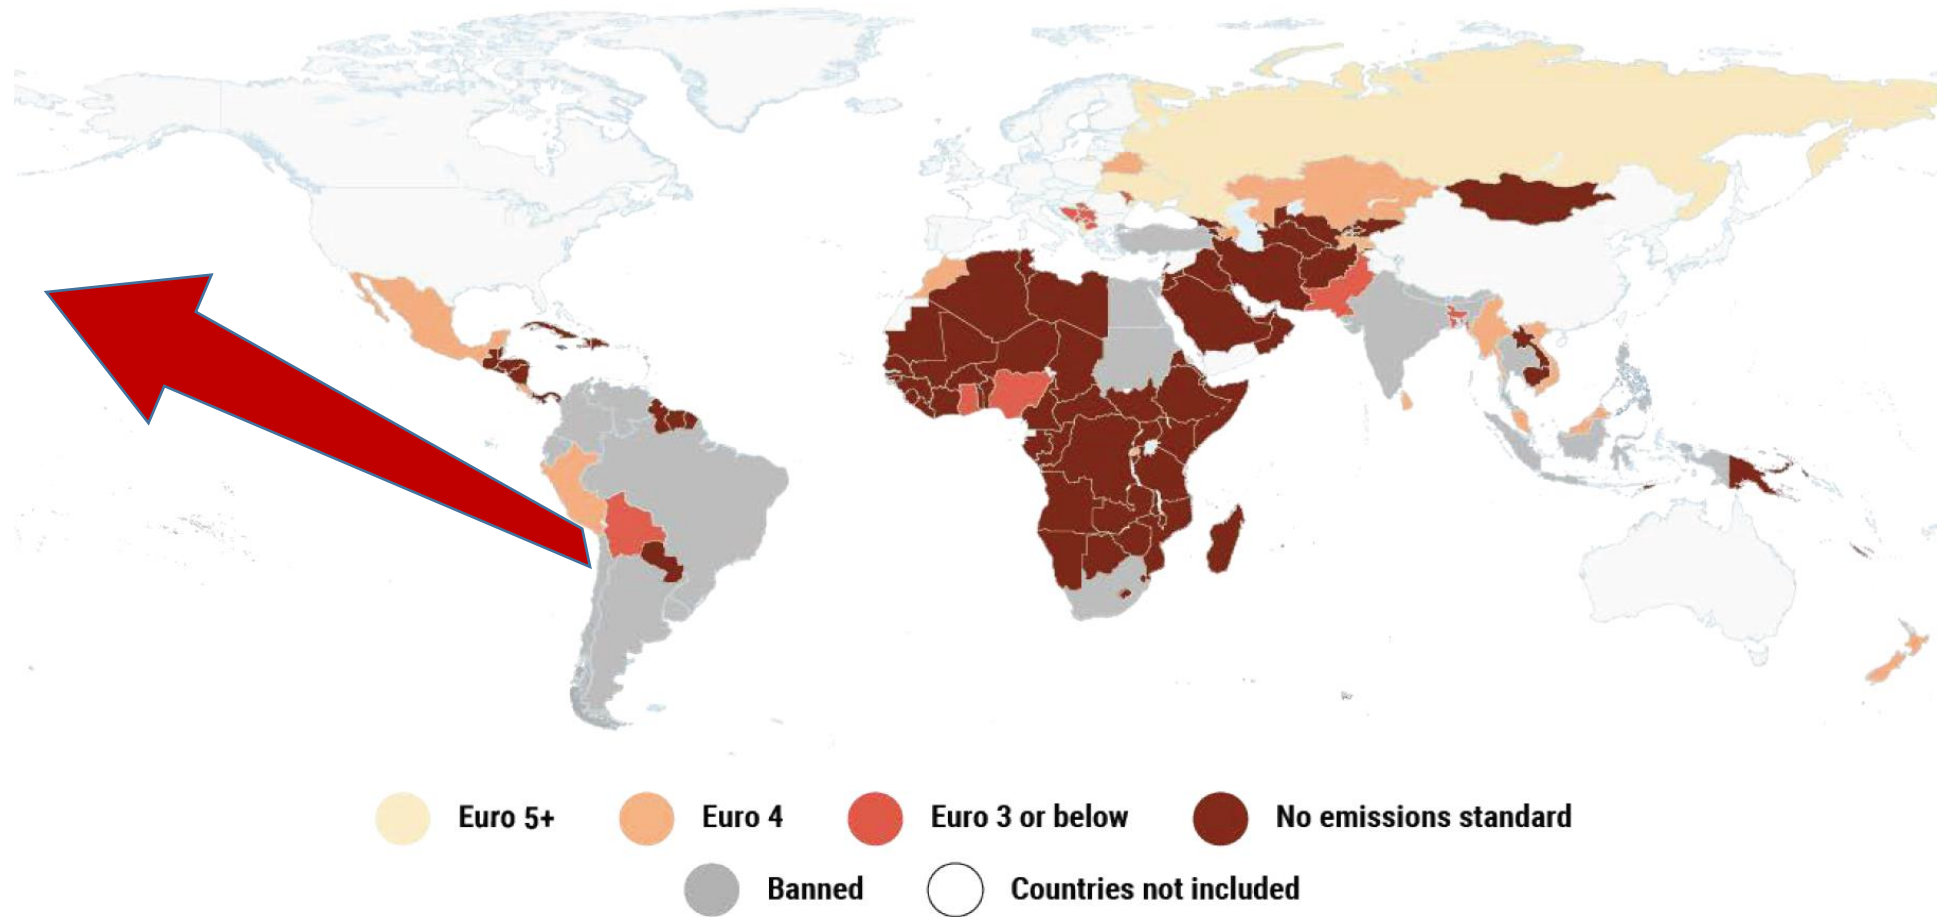 Euro 5+ Euro 4 Euro 3 or below No emissions standard
Banned Countries not included